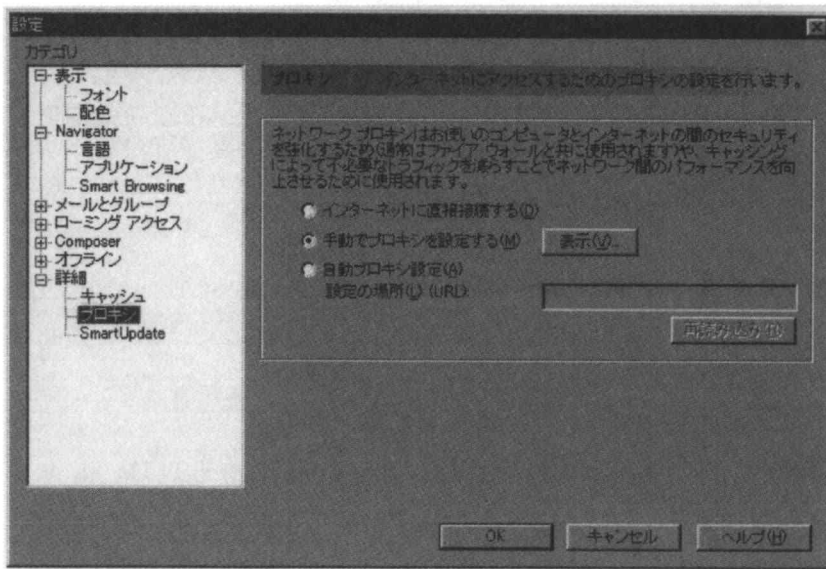 設定
カテゴリ
表示
フォント
配色
Navigator
言語
アプリケーション
Smart Browsing
メールとグループ
ローミング アクセス
Composer
オフライン
詳細
キャッシュ
プロキシ
SmartUpdate
プロキシ インターネットにアクセスするためのプロキシの設定を行います。
ネットワーク プロキシはお使いのコンピュータとインターネットの間のセキュリティ
を強化するため(通常はファイア ウォールと共に使用されます)や、キャッシング
によって不必要なトラフィックを減らすことでネットワーク間のパフォーマンスを向
上させるために使用されます。
インターネットに直接接続する(D)
手動でプロキシを設定する(M) 表示(V)...
自動プロキシ設定(A)
設定の場所(L) (URL):
再読み込み(R)
OK キャンセル ヘルプ(H)